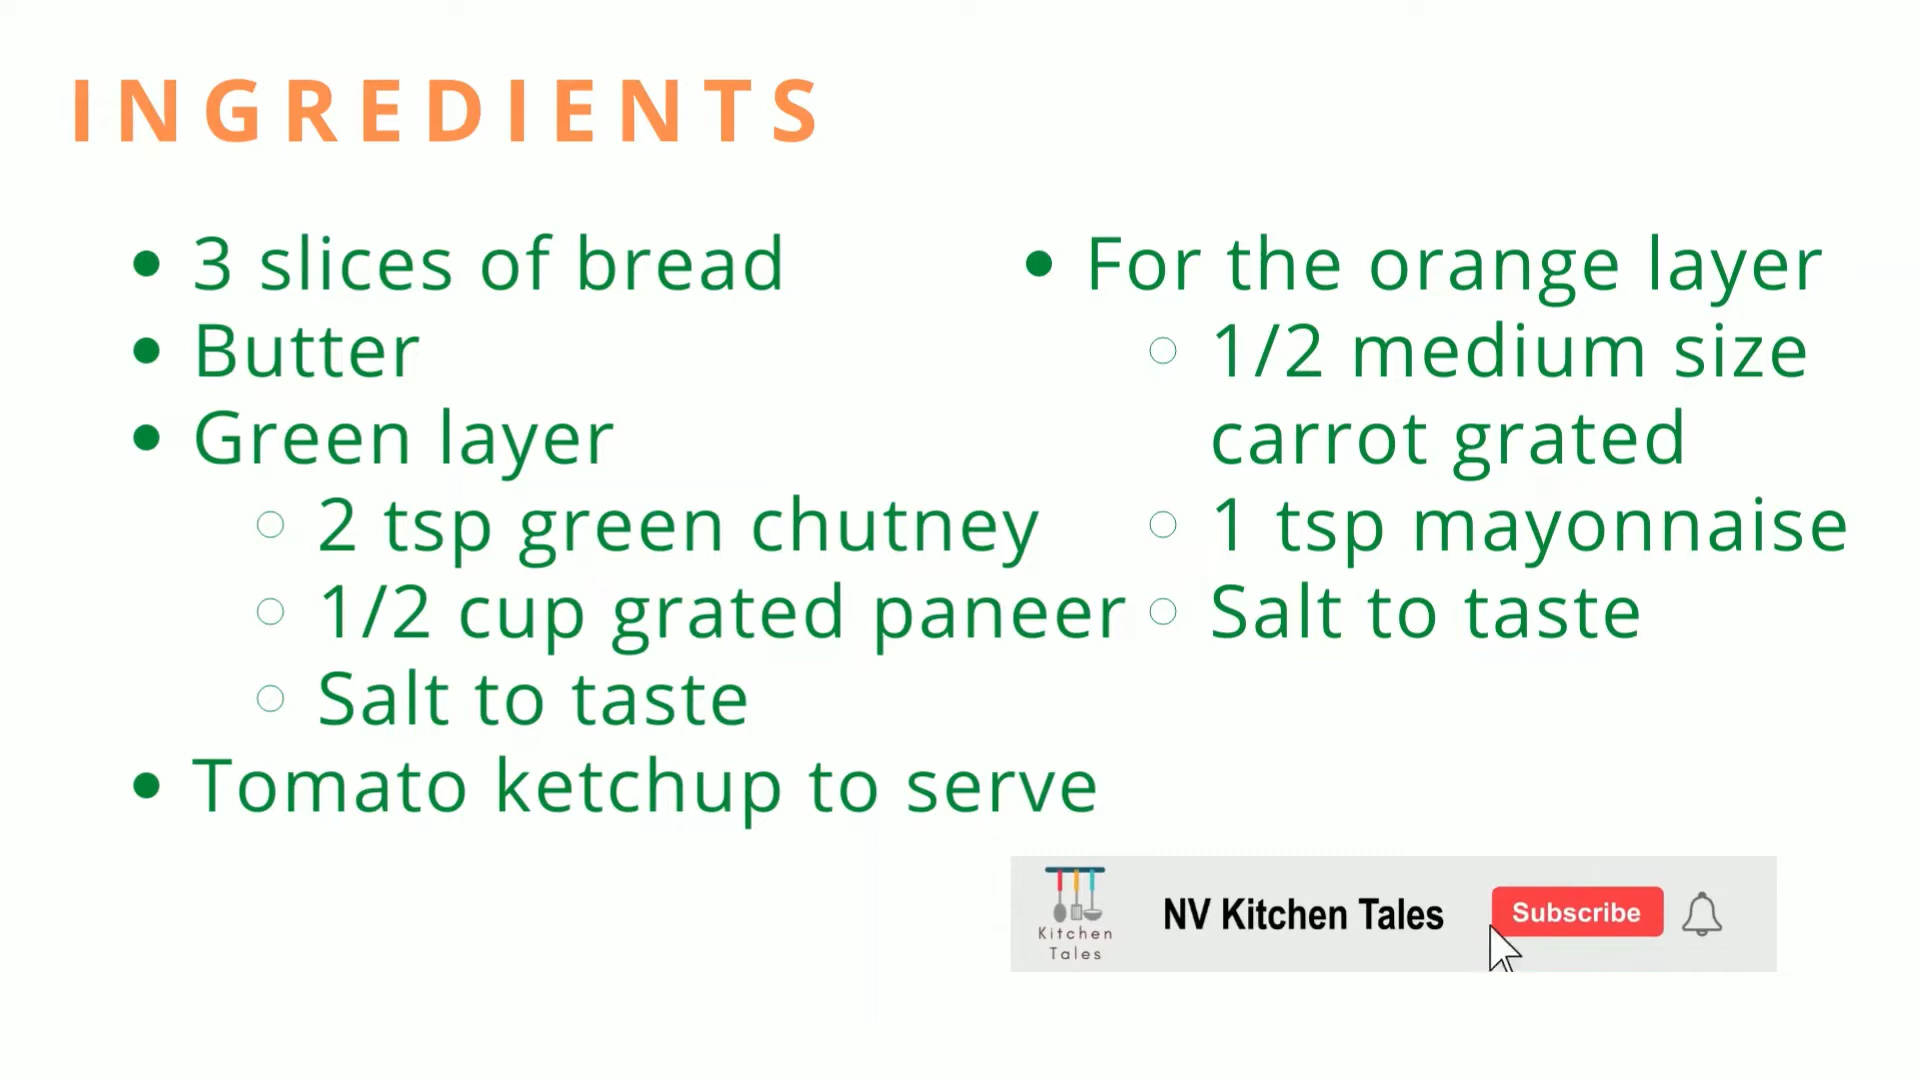 INGREDIENTS
3 slices of bread
Butter
Green layer
2 tsp green chutney
1/2 cup grated paneer
Salt to taste
Tomato ketchup to serve
For the orange layer
1/2 medium size
carrot grated
1 tsp mayonnaise
Salt to taste
Kitchen
Tales
NV Kitchen Tales
Subscribe